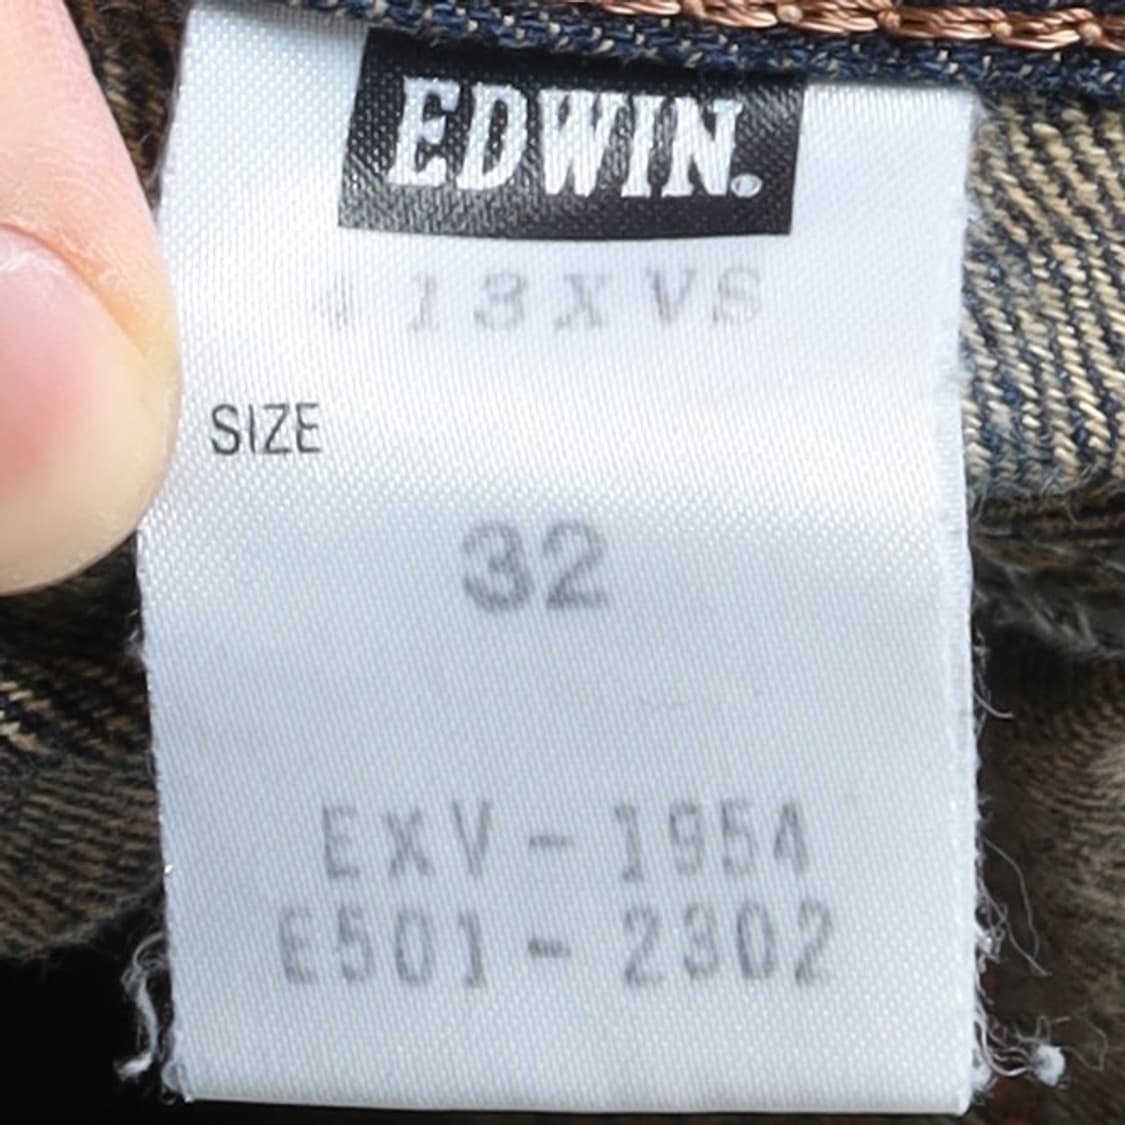 EDWIN.
413XVS
SIZE
32
EXV-1954
E501-2302